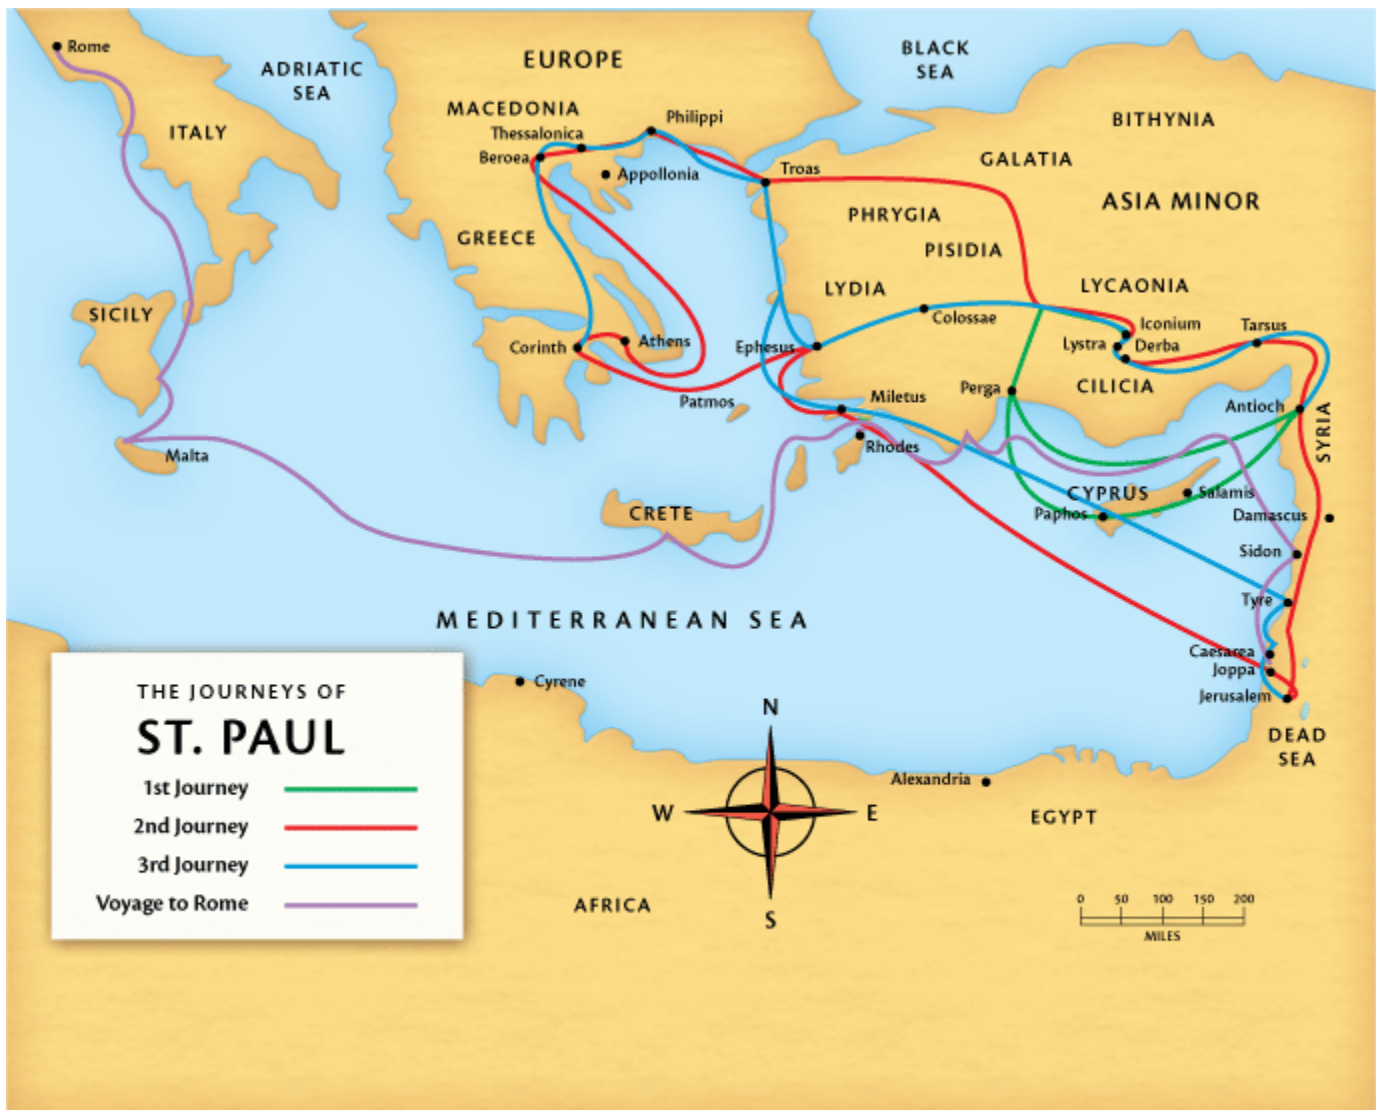 Rome
ADRIATIC
SEA
ITALY
SICILY
Malta
EUROPE
BLACK
SEA
MACEDONIA
Thessalonica
Philippi
Beroea
Appollonia
Troas
BITHYNIA
GALATIA
ASIA MINOR
PHRYGIA
PISIDIA
GREECE
LYDIA
LYCAONIA
Colossae
Iconium
Tarsus
Lystra
Derba
Corinth
Athens
Ephesus
Patmos
Miletus
Perga
CILICIA
Antioch
SYRIA
Rhodes
CYPRUS
Salamis
Paphos
Damascus
CRETE
Sidon
Tyre
MEDITERRANEAN SEA
Caesarea
Joppa
Jerusalem
DEAD
SEA
Cyrene
Alexandria
EGYPT
AFRICA
N
W
E
S
THE JOURNEYS OF
ST. PAUL
1st Journey
2nd Journey
3rd Journey
Voyage to Rome
0 50 100 150 200
MILES